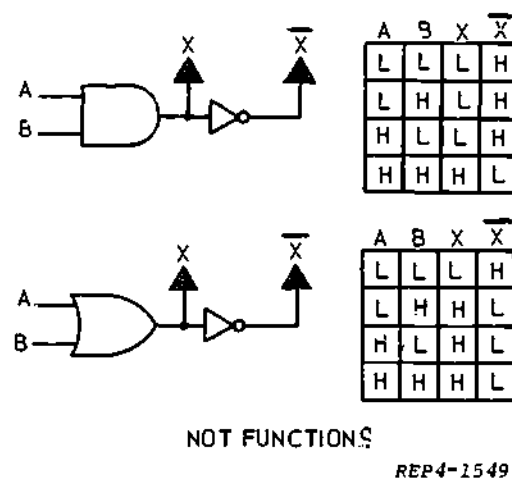 X X̅
A
B
A B X X̅
L L L H
L H L H
H L L H
H H H L
X X̅
A
B
A B X X̅
L L L H
L H H L
H L H L
H H H L
NOT FUNCTIONS
REP4-1549